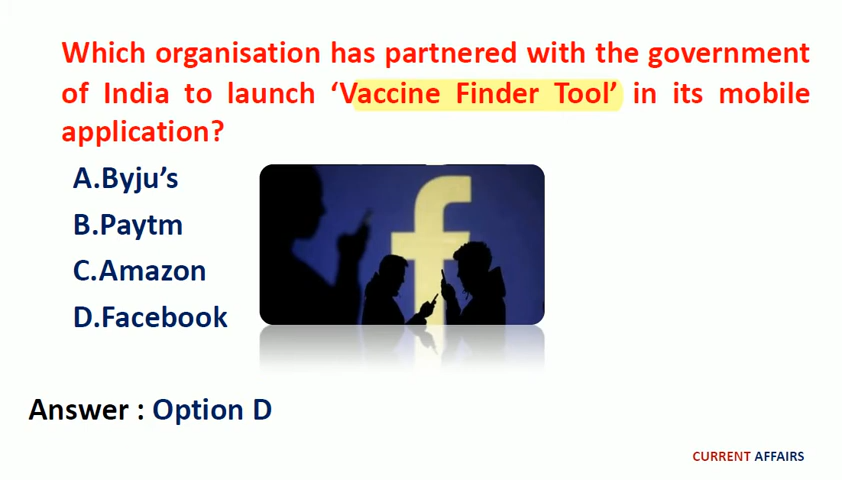 Which organisation has partnered with the government
of India to launch ‘Vaccine Finder Tool’ in its mobile
application?
A.Byju’s
B.Paytm
C.Amazon
D.Facebook
f
Answer : Option D
CURRENT AFFAIRS